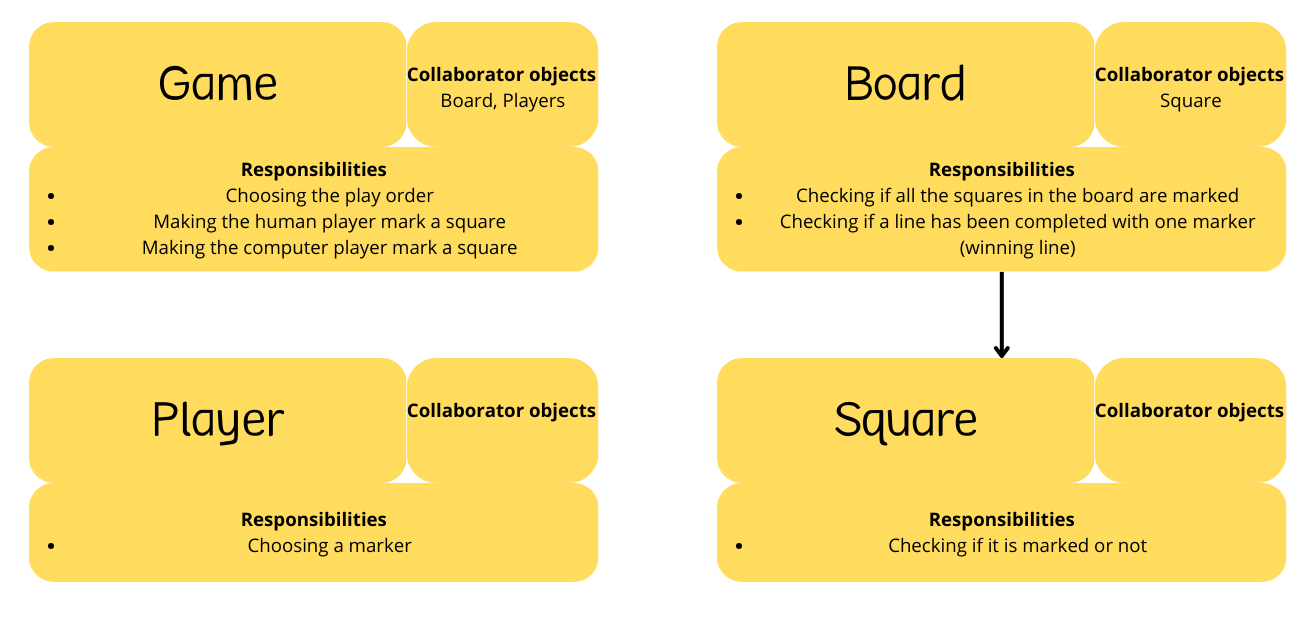 Game
Collaborator objects
Board, Players
Responsibilities
• Choosing the play order
• Making the human player mark a square
• Making the computer player mark a square
Board
Collaborator objects
Square
Responsibilities
• Checking if all the squares in the board are marked
• Checking if a line has been completed with one marker
(winning line)
Player
Collaborator objects
Responsibilities
• Choosing a marker
Square
Collaborator objects
Responsibilities
• Checking if it is marked or not